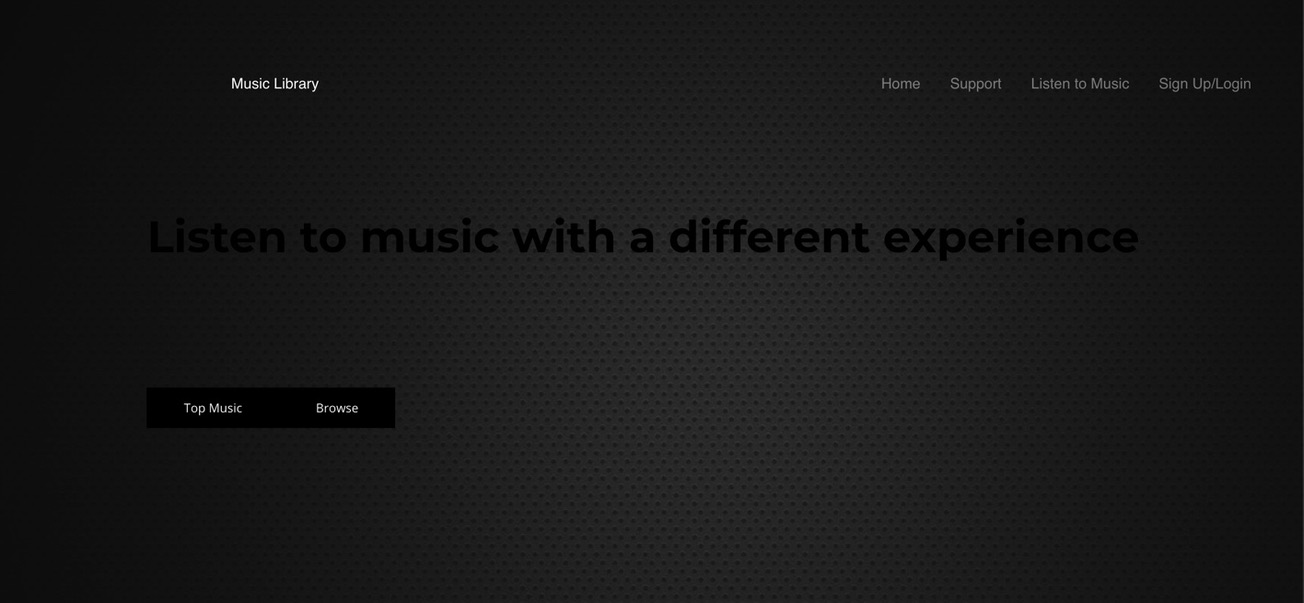 Music Library
Home Support Listen to Music Sign Up/Login
Listen to music with a different experience
Top Music Browse